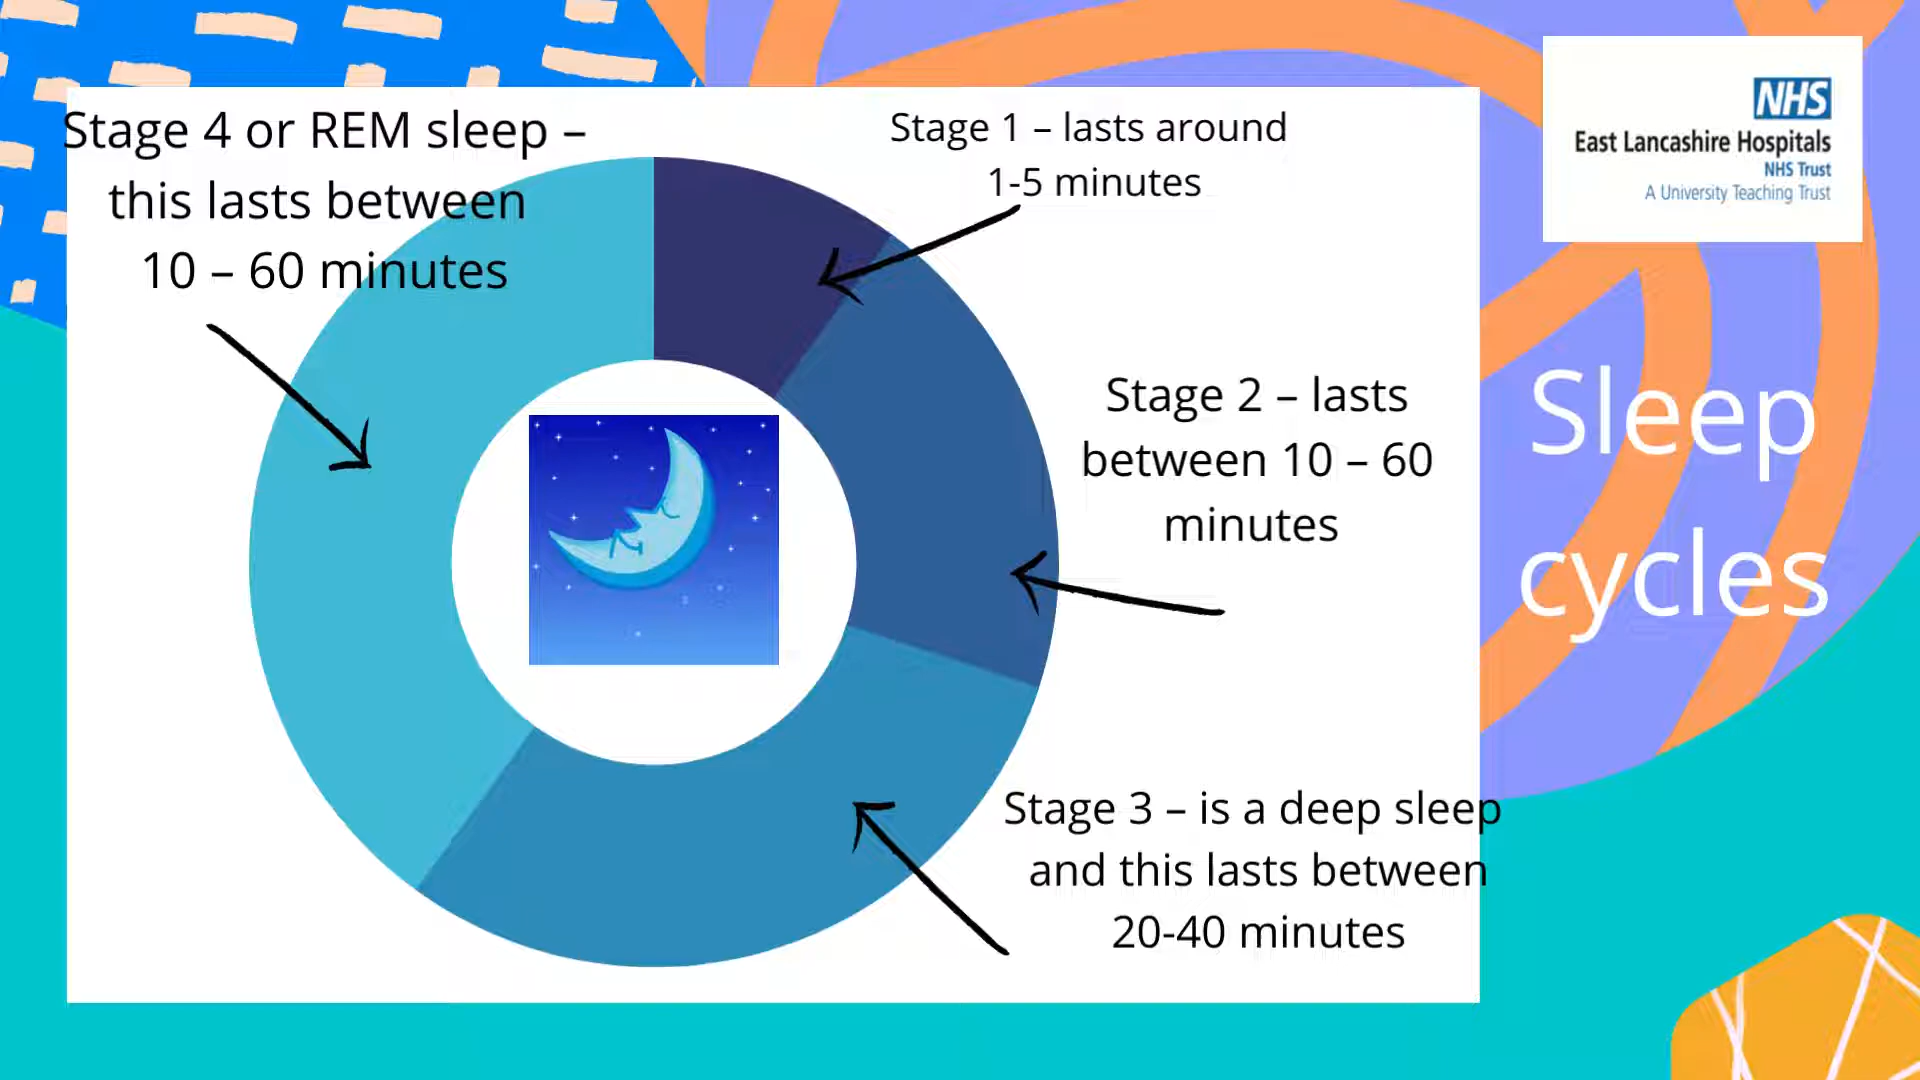 Stage 4 or REM sleep –
this lasts between
10 – 60 minutes
Stage 1 – lasts around
1-5 minutes
Stage 2 – lasts
between 10 – 60
minutes
Stage 3 – is a deep sleep
and this lasts between
20-40 minutes
NHS
East Lancashire Hospitals
NHS Trust
A University Teaching Trust
Sleep
cycles